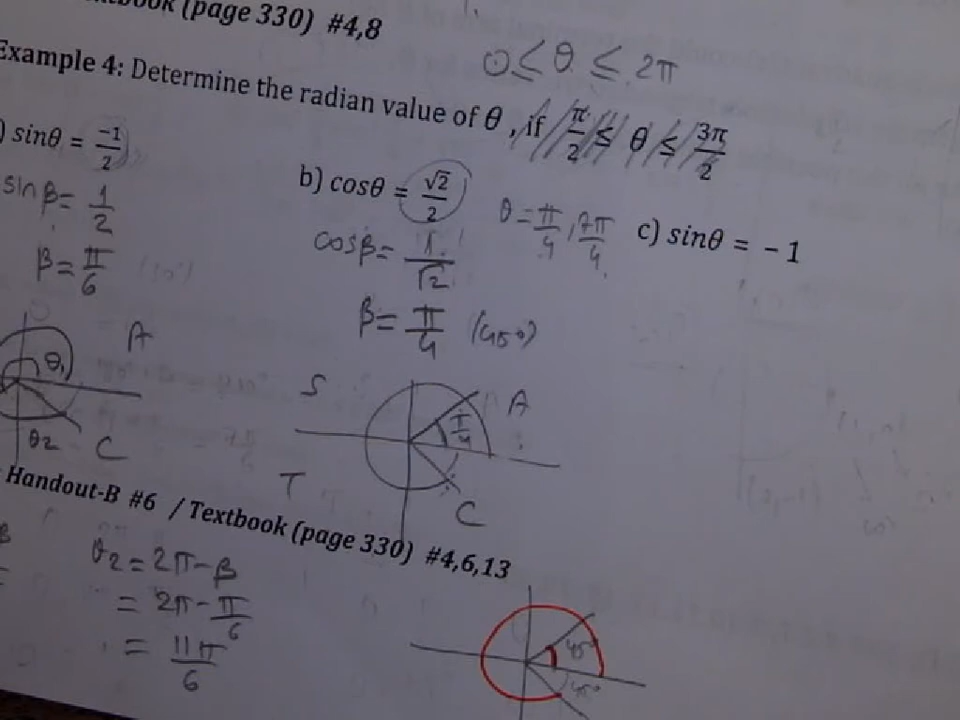 (page 330) #4,8
0 ≤ θ ≤ 2π
Example 4: Determine the radian value of θ , if π/2 ≤ θ ≤ 3π/2
) sinθ = -1/2
b) cosθ = √2/2
θ = π/4 , 7π/4
c) sinθ = - 1
sin β = 1/2
cosβ = 1/√2
β = π/6
β = π/4 (45°)
A
θ1
θ2
C
S
A
π/4
T
C
Handout-B #6 / Textbook (page 330) #4,6,13
θ2 = 2π - β
= 2π - π/6
= 11π/6
45°
45°